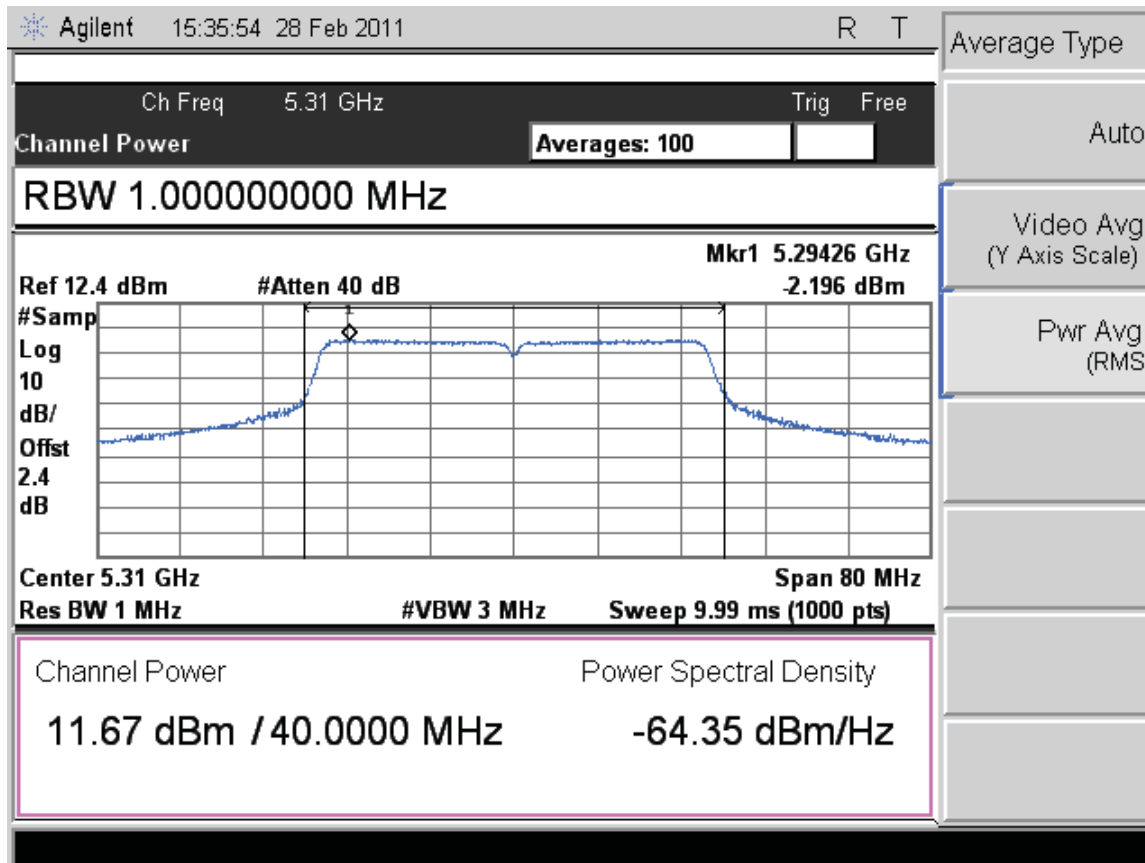 Agilent 15:35:54 28 Feb 2011 R T
Average Type
Ch Freq 5.31 GHz Trig Free
Channel Power Averages: 100
Auto
RBW 1.000000000 MHz
Video Avg
(Y Axis Scale)
Mkr1 5.29426 GHz
Ref 12.4 dBm #Atten 40 dB -2.196 dBm
#Samp
Log
10
dB/
Offst
2.4
dB
1
Pwr Avg
(RMS
Center 5.31 GHz Span 80 MHz
Res BW 1 MHz #VBW 3 MHz Sweep 9.99 ms (1000 pts)
Channel Power Power Spectral Density
11.67 dBm / 40.0000 MHz -64.35 dBm/Hz